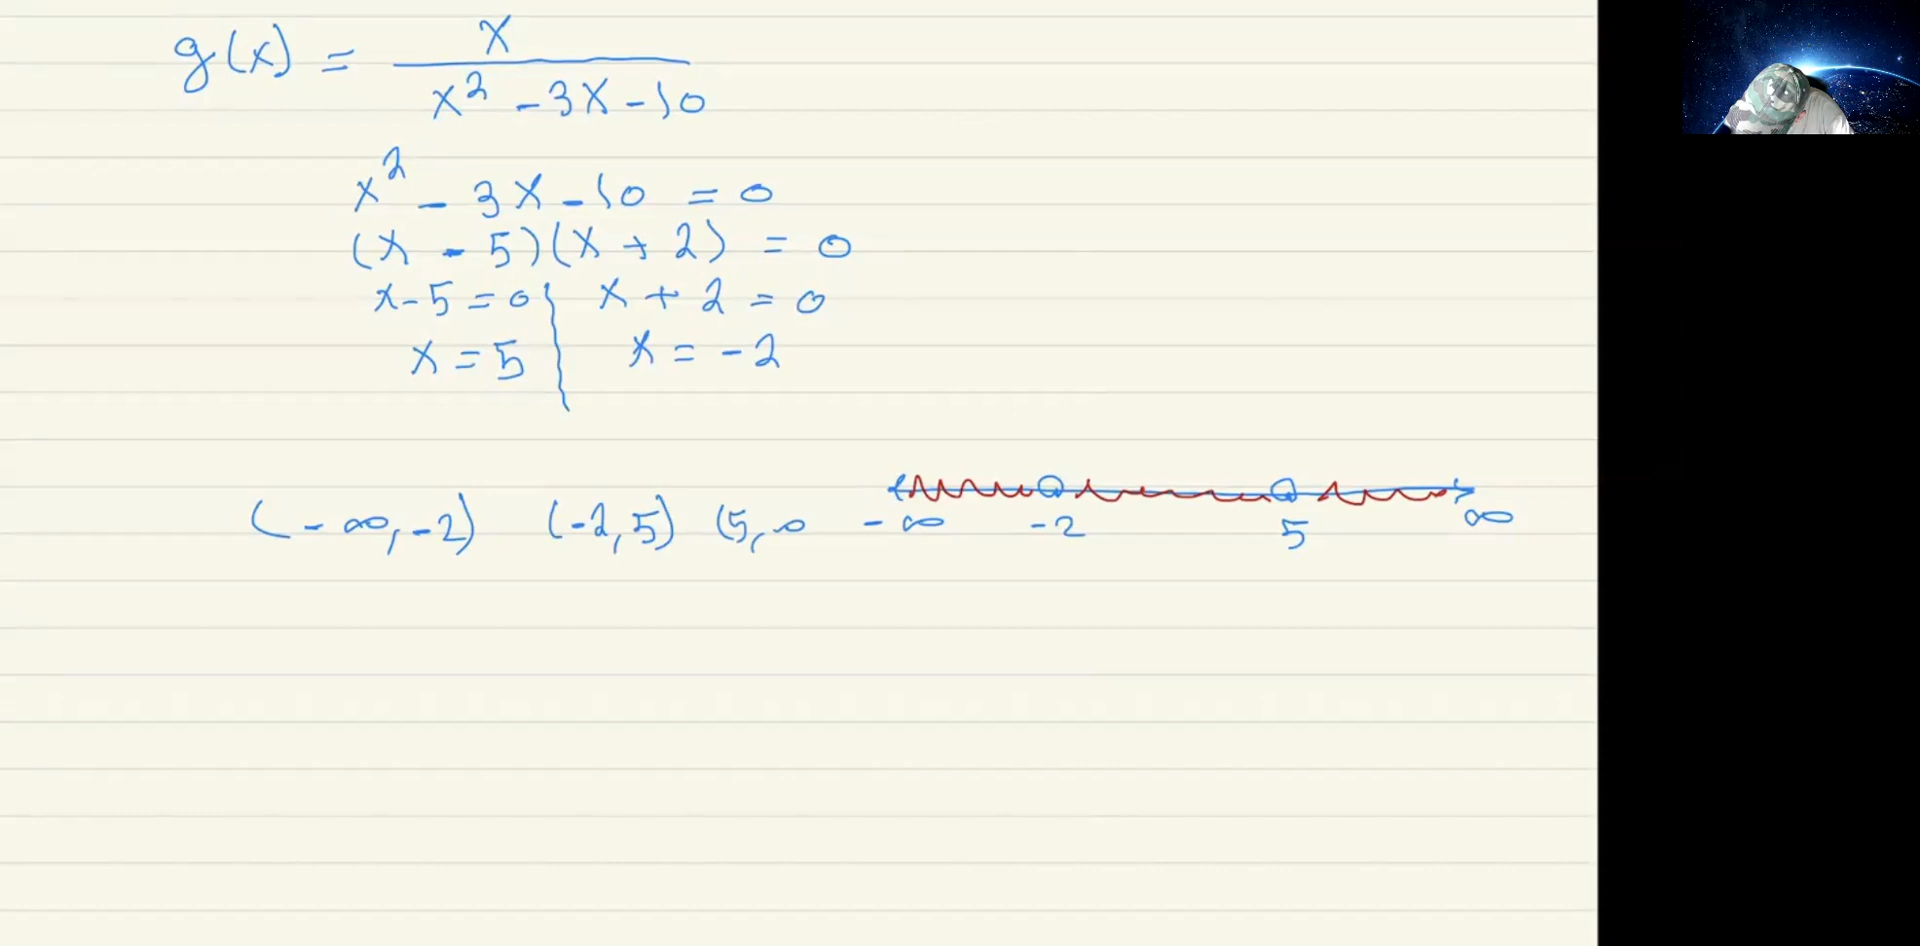 g(x) = x / x² - 3x - 10
x² - 3x - 10 = 0
(x - 5)(x + 2) = 0
x - 5 = 0 x + 2 = 0
x = 5 x = -2
(-∞, -2) (-2, 5) (5, ∞
-∞ -2 5 ∞